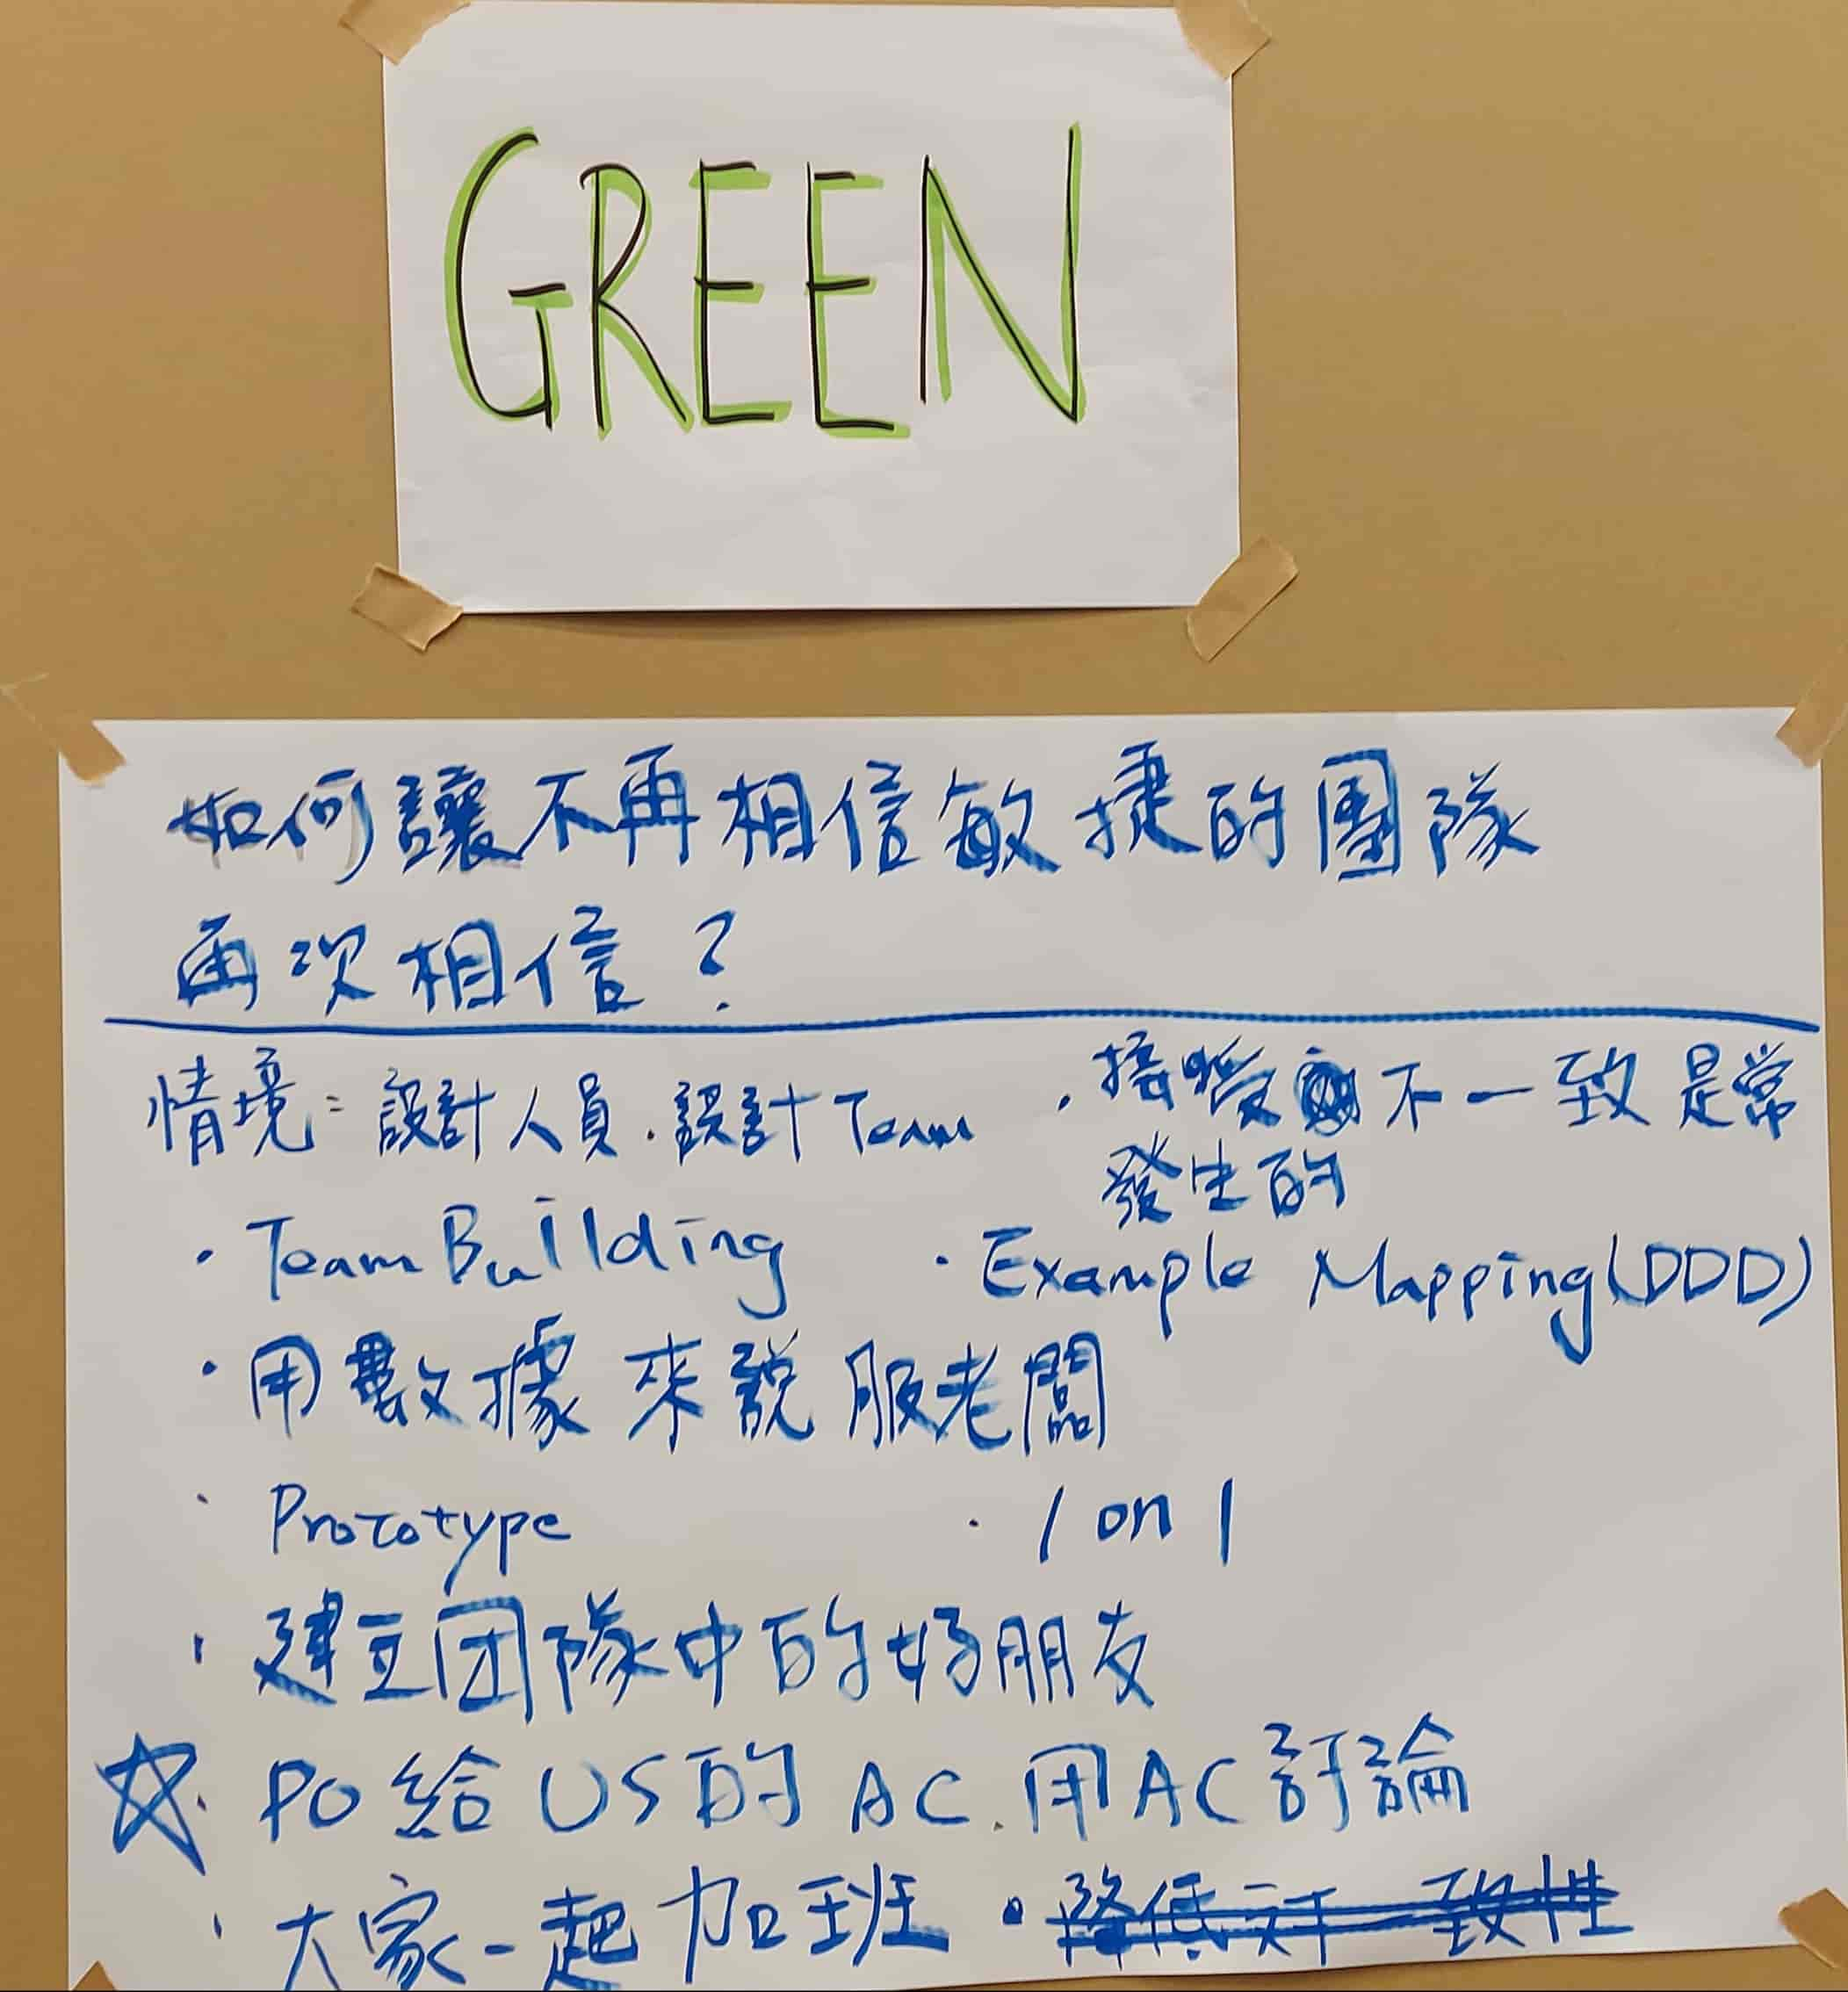 GREEN
如何讓不再相信敏捷的團隊
再次相信？
情境：設計人員．設計Team
．接受不一致是常
發生的
．Team Building
．Example Mapping(DDD)
．用數據來說服老闆
．Prototype
．1 on 1
．建立团隊中的好朋友
☆．PO給US的AC．用AC討論
．大家一起加班
．降低 一致性